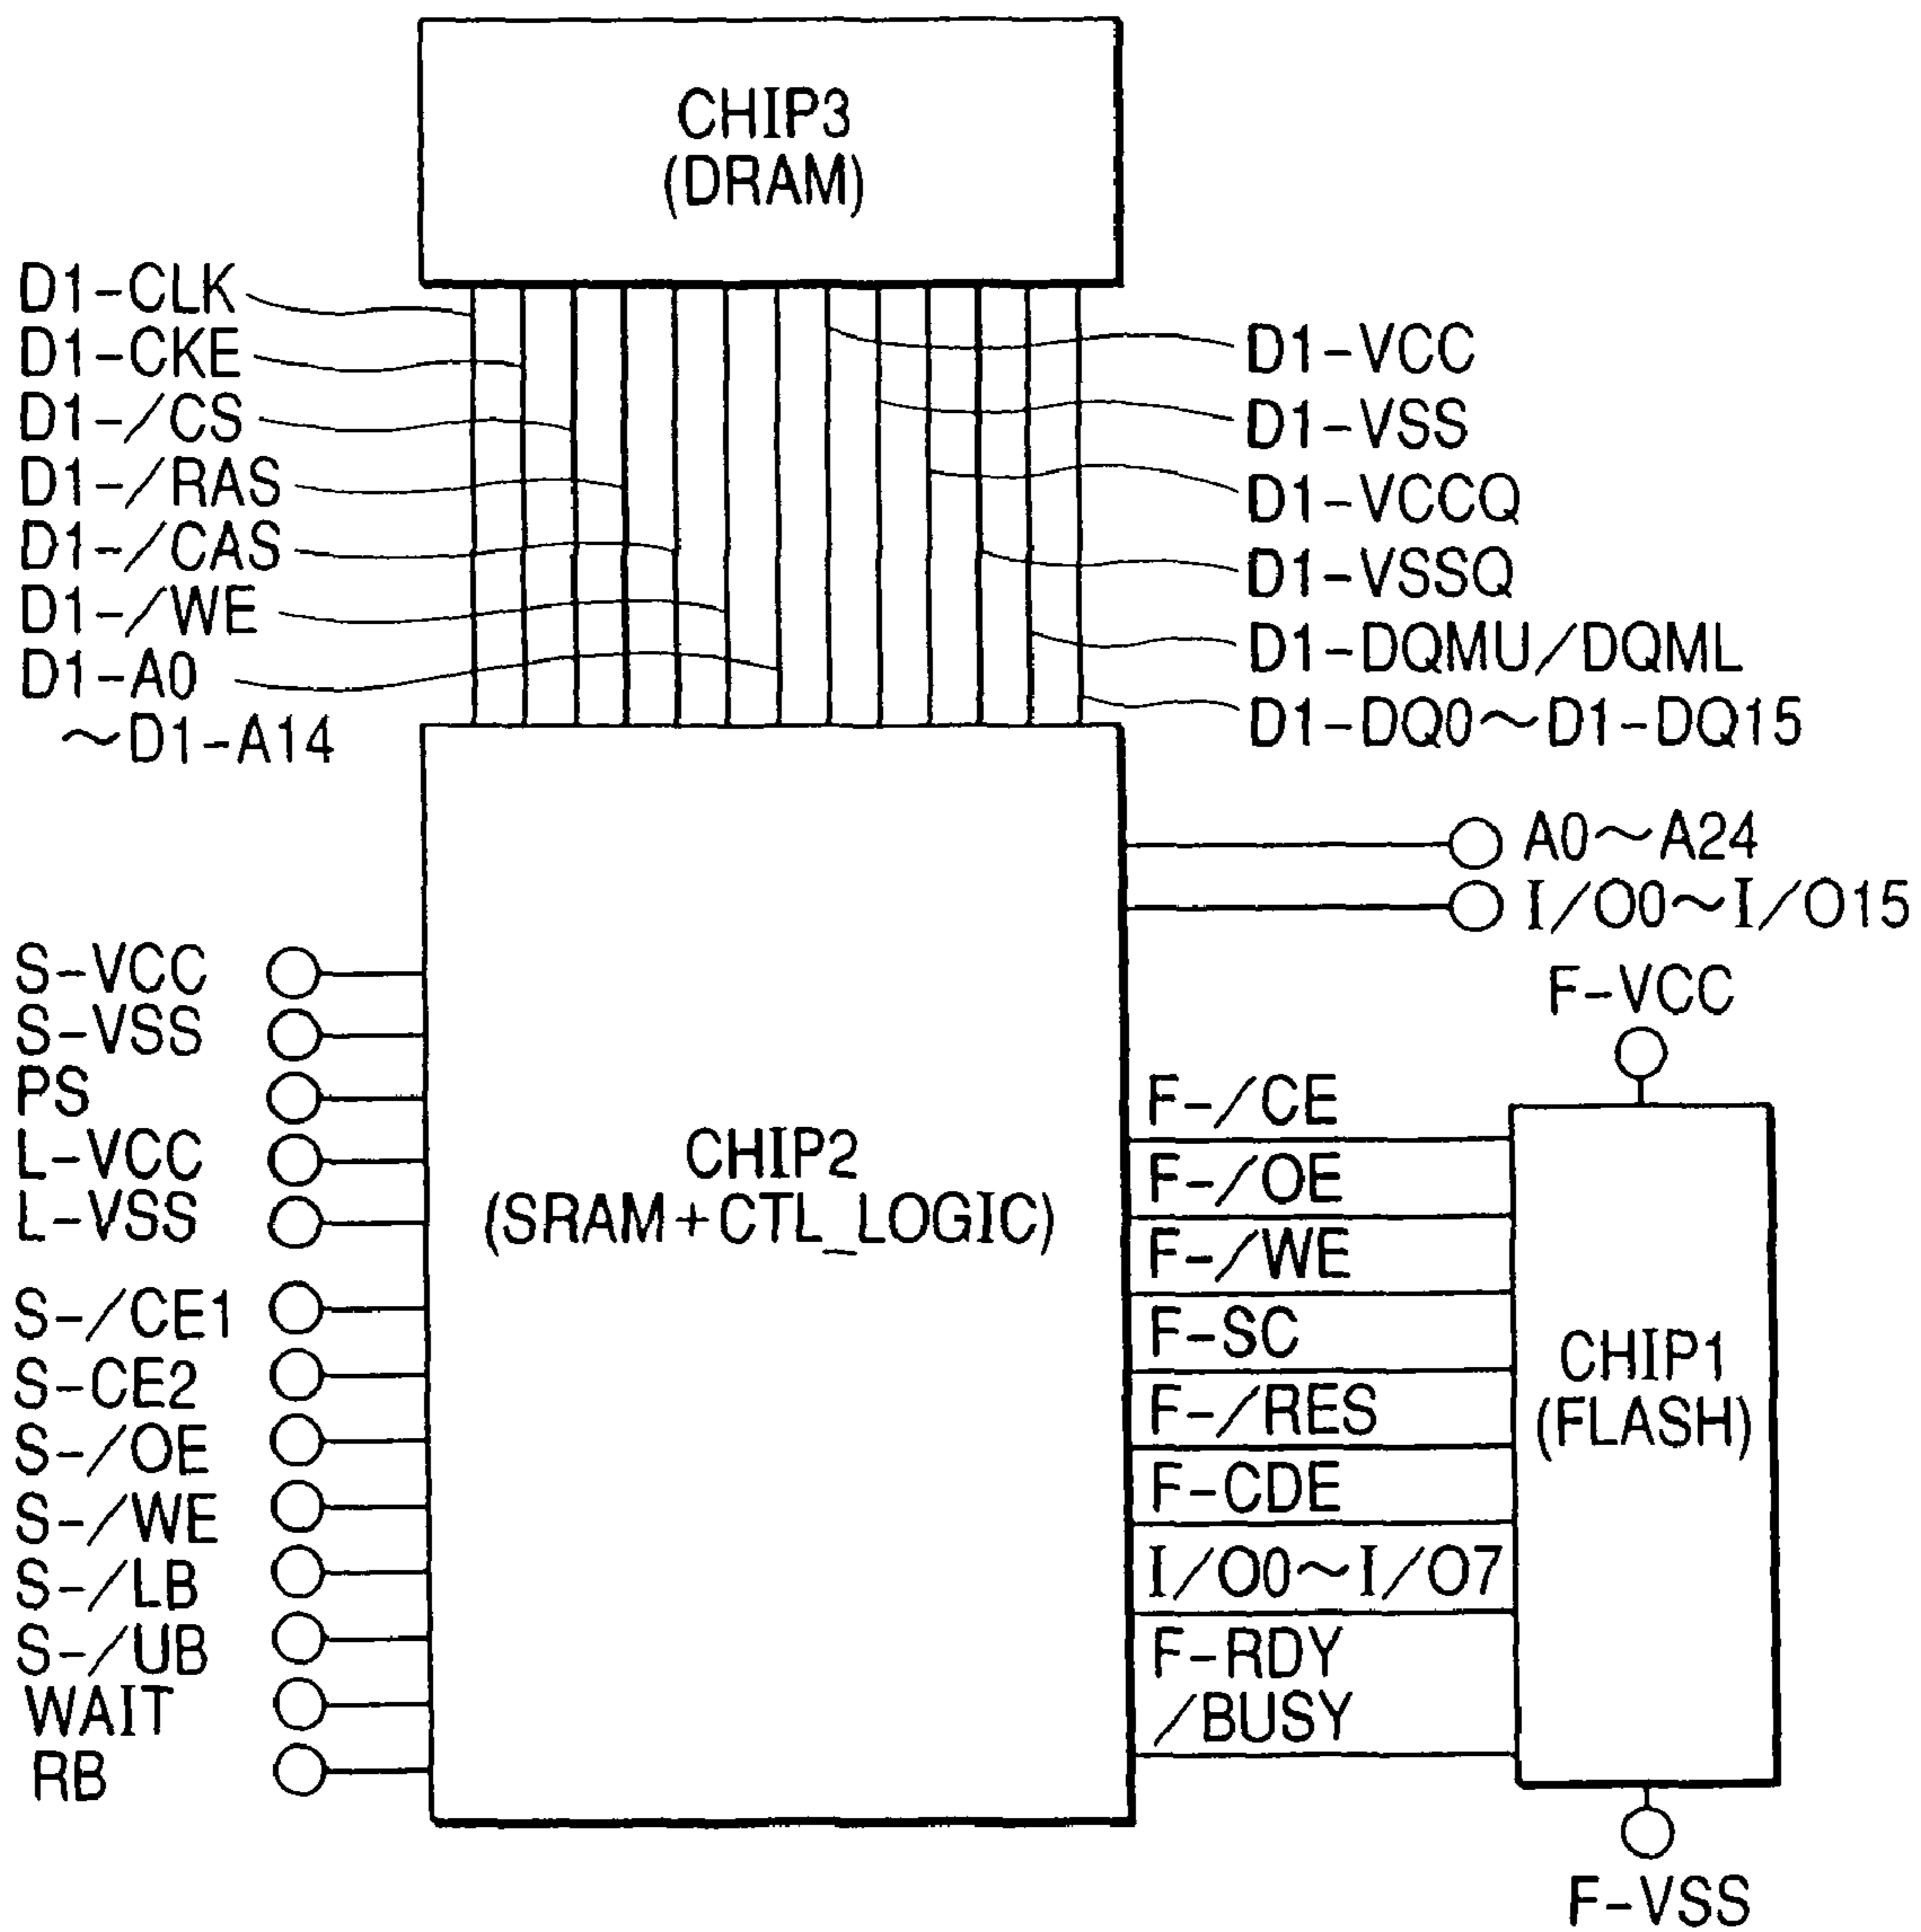 CHIP3
(DRAM)
D1-CLK
D1-CKE
D1-/CS
D1-/RAS
D1-/CAS
D1-/WE
D1-A0
～D1-A14
D1-VCC
D1-VSS
D1-VCCQ
D1-VSSQ
D1-DQMU/DQML
D1-DQ0～D1-DQ15
A0～A24
I/O0～I/O15
S-VCC
S-VSS
PS
L-VCC
L-VSS
S-/CE1
S-CE2
S-/OE
S-/WE
S-/LB
S-/UB
WAIT
RB
CHIP2
(SRAM+CTL_LOGIC)
F-/CE
F-/OE
F-/WE
F-SC
F-/RES
F-CDE
I/O0～I/O7
F-RDY
/BUSY
F-VCC
CHIP1
(FLASH)
F-VSS